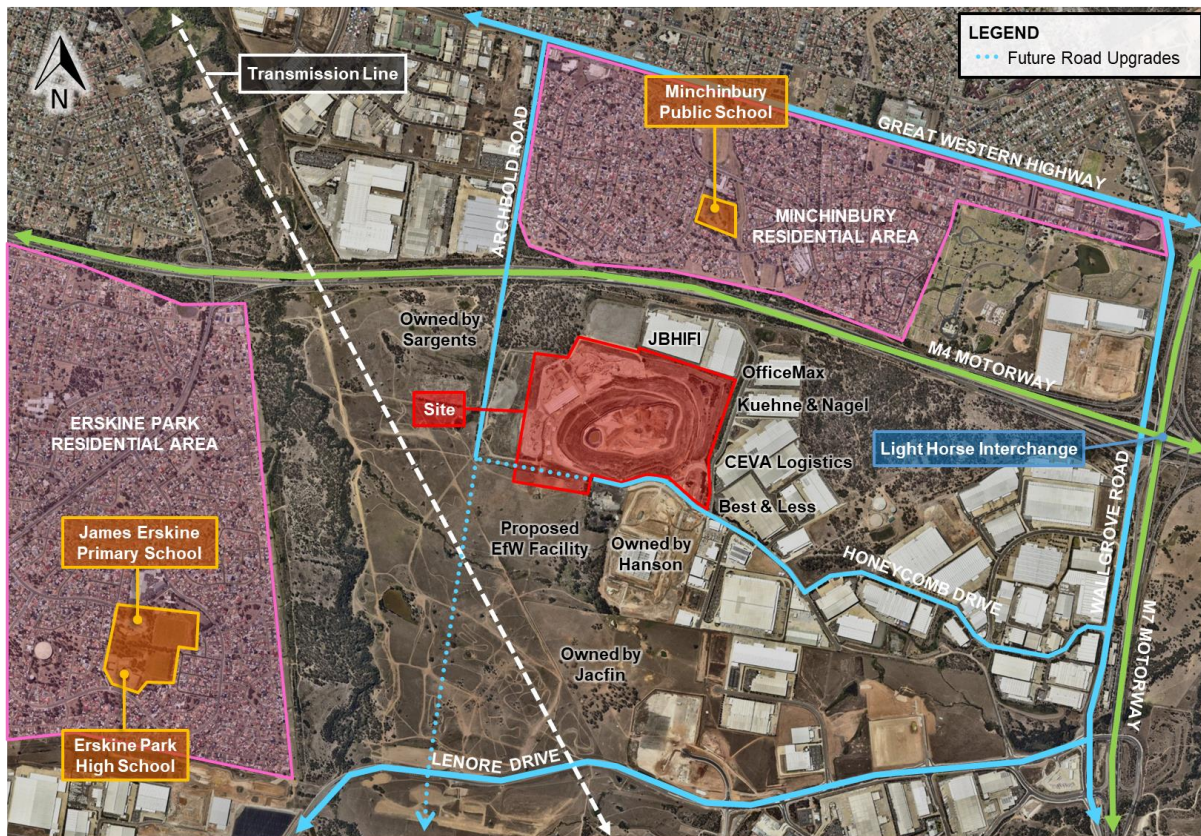 LEGEND
Future Road Upgrades
N
Transmission Line
Minchinbury
Public School
ARCHBOLD ROAD
GREAT WESTERN HIGHWAY
MINCHINBURY
RESIDENTIAL AREA
Owned by
Sargents
JBHIFI
M4 MOTORWAY
OfficeMax
Site
Kuehne & Nagel
ERSKINE PARK
RESIDENTIAL AREA
Light Horse Interchange
CEVA Logistics
WALLGROVE ROAD
Best & Less
James Erskine
Primary School
Proposed
EfW Facility
Owned by
Hanson
HONEYCOMB DRIVE
M7 MOTORWAY
Owned by
Jacfin
Erskine Park
High School
LENORE DRIVE